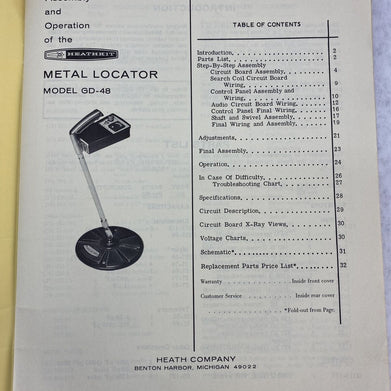 Assembly
and
Operation
of the
HEATHKIT
METAL LOCATOR
MODEL GD-48
TABLE OF CONTENTS
Introduction. . . . . . . . . . . . . . . . . . 2
Parts List. . . . . . . . . . . . . . . . . . . 2
Step-By-Step Assembly
Circuit Board Assembly. . . . . . . . . 4
Search Coil Circuit Board
Wiring. . . . . . . . . . . . . . . . . 9
Control Panel Assembly and
Wiring. . . . . . . . . . . . . . . . . 10
Audio Circuit Board Wiring. . . . . . 12
Control Panel Final Wiring. . . . . . 16
Shaft and Swivel Assembly. . . . . . 17
Final Wiring and Assembly. . . . . . 19
Adjustments. . . . . . . . . . . . . . . . . 21
Final Assembly. . . . . . . . . . . . . . . 23
Operation. . . . . . . . . . . . . . . . . . 24
In Case Of Difficulty. . . . . . . . . . . . 26
Troubleshooting Chart. . . . . . . . . 27
Specifications. . . . . . . . . . . . . . . . 28
Circuit Description. . . . . . . . . . . . . 29
Circuit Board X-Ray Views. . . . . . . . 30
Voltage Charts. . . . . . . . . . . . . . . 30
Schematic*. . . . . . . . . . . . . . . . . 31
Replacement Parts Price List*. . . . . . . 32
Warranty . . . . . . . . . . Inside front cover
Customer Service . . . . . . Inside rear cover
*Fold-out from Page.
HEATH COMPANY
BENTON HARBOR, MICHIGAN 49022